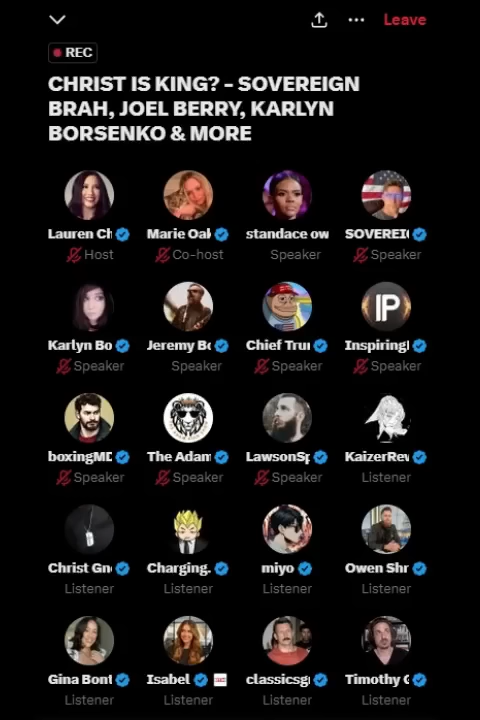 Leave
REC
CHRIST IS KING? - SOVEREIGN
BRAH, JOEL BERRY, KARLYN
BORSENKO & MORE
Lauren Ch Marie Oal standace ow SOVEREI
Host Co-host Speaker Speaker
IP
Karlyn Bo Jeremy Bo Chief Tru Inspiring
Speaker Speaker Speaker Speaker
boxingMD The Adam LawsonSp KaizerRev
Speaker Speaker Speaker Listener
Christ Gn Charging. miyo Owen Shr
Listener Listener Listener Listener
Gina Bont Isabel classicsg Timothy G
Listener Listener Listener Listener